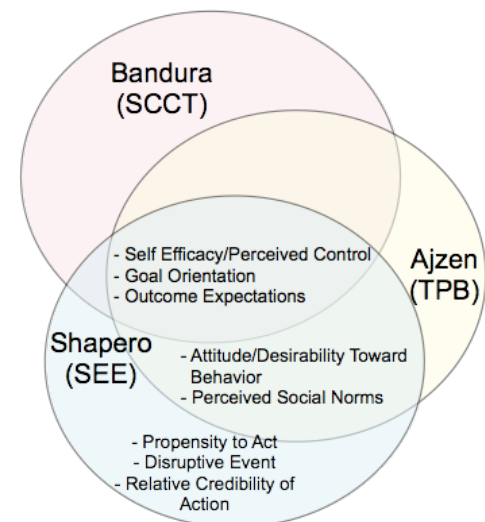 Bandura
(SCCT)
- Self Efficacy/Perceived Control
- Goal Orientation
- Outcome Expectations
Ajzen
(TPB)
Shapero
(SEE)
- Attitude/Desirability Toward
Behavior
- Perceived Social Norms
- Propensity to Act
- Disruptive Event
- Relative Credibility of
Action